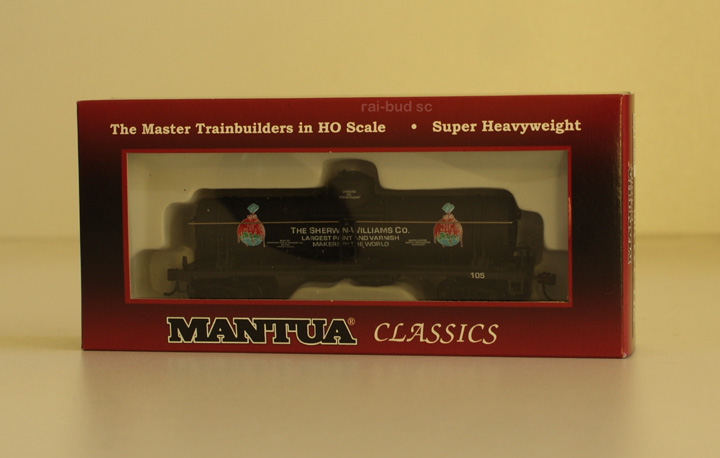 rai-bud sc
The Master Trainbuilders in HO Scale • Super Heavyweight
THE SHERWIN-WILLIAMS CO.
LARGEST PAINT AND VARNISH
MAKERS IN THE WORLD
105
MANTUA® CLASSICS